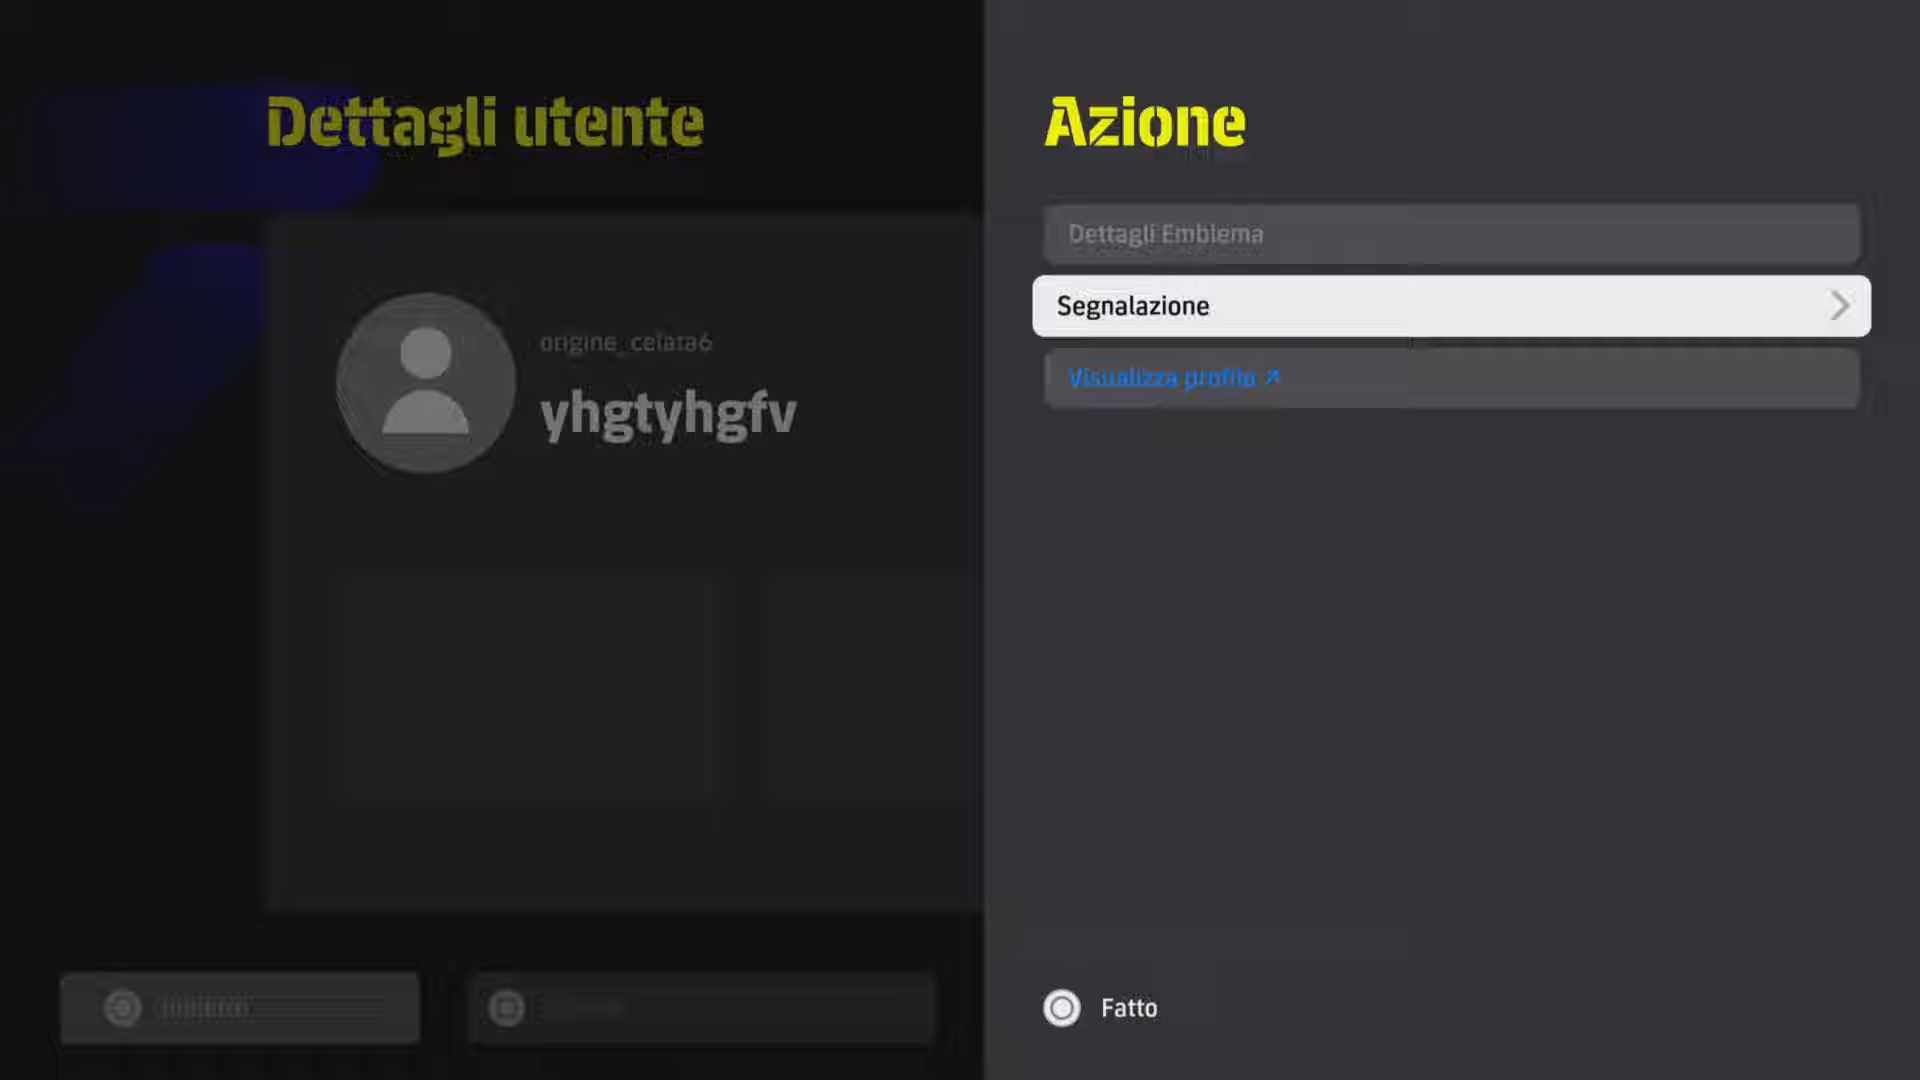 Dettagli utente
origine_celata6
yhgtyhgfv
Azione
Dettagli Emblema
Segnalazione
Visualizza profilo
Fatto